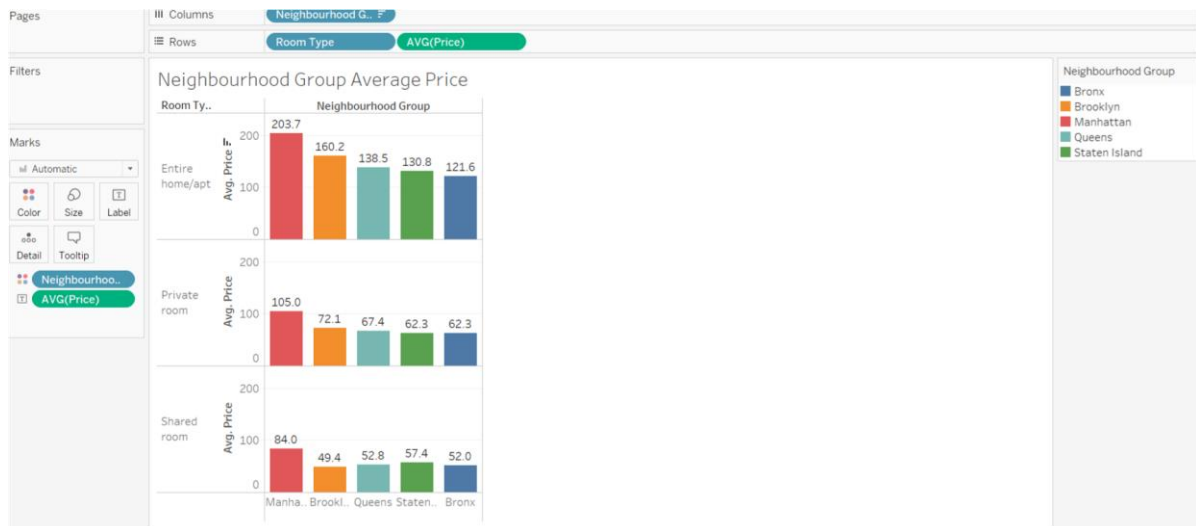 Pages
Columns
Neighbourhood G..
Rows
Room Type
AVG(Price)
Filters
Marks
Automatic
Color
Size
Label
Detail
Tooltip
Neighbourhoo..
AVG(Price)
Neighbourhood Group Average Price
Room Ty..
Neighbourhood Group
Entire
home/apt
Avg. Price
200
100
0
203.7
160.2
138.5
130.8
121.6
Private
room
Avg. Price
200
100
0
105.0
72.1
67.4
62.3
62.3
Shared
room
Avg. Price
200
100
0
84.0
49.4
52.8
57.4
52.0
Manha.. Brookl.. Queens Staten.. Bronx
Neighbourhood Group
Bronx
Brooklyn
Manhattan
Queens
Staten Island